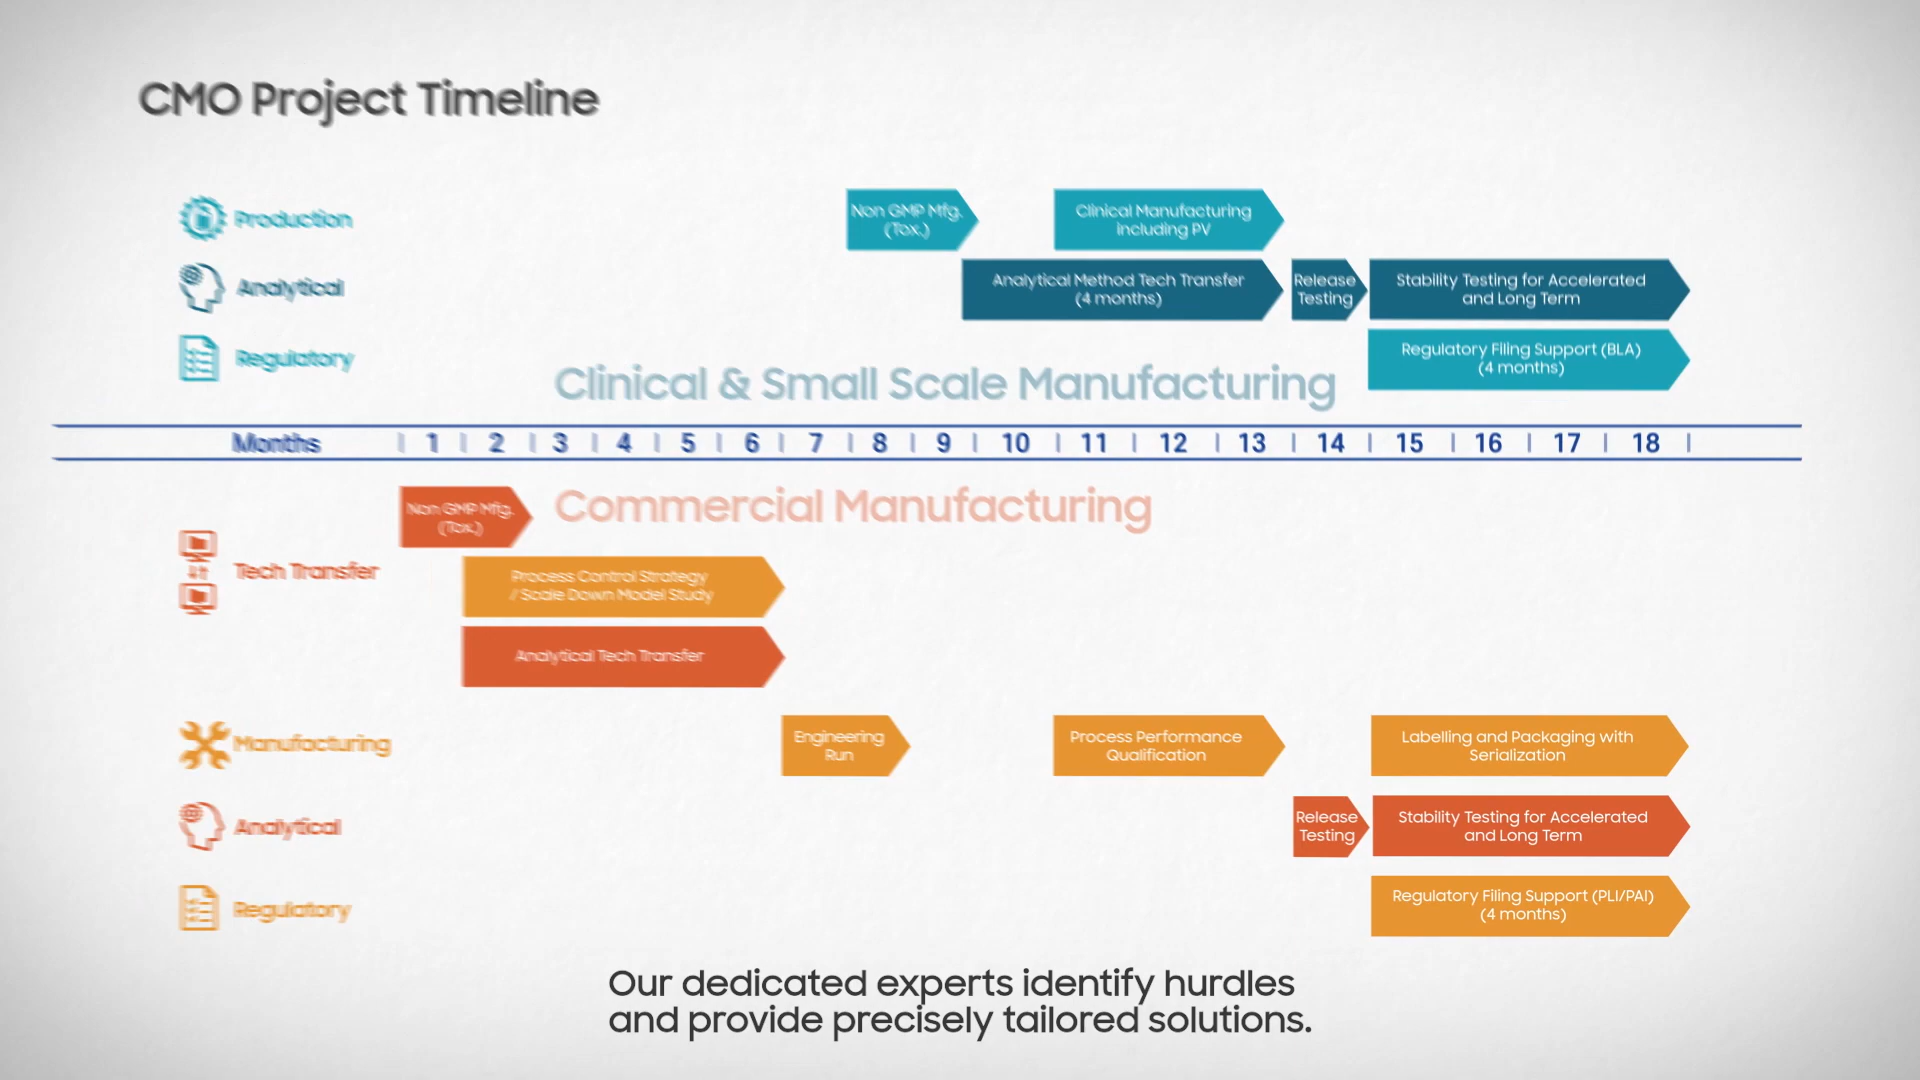 CMO Project Timeline
Production
Non GMP Mfg.
(Tox.)
Clinical Manufacturing
including PV
Analytical
Analytical Method Tech Transfer
(4 months)
Release
Testing
Stability Testing for Accelerated
and Long Term
Regulatory
Regulatory Filing Support (BLA)
(4 months)
Clinical & Small Scale Manufacturing
Months | 1 | 2 | 3 | 4 | 5 | 6 | 7 | 8 | 9 | 10 | 11 | 12 | 13 | 14 | 15 | 16 | 17 | 18 |
Commercial Manufacturing
Non GMP Mfg.
(Tox.)
Tech Transfer
Process Control Strategy
/ Scale Down Model Study
Analytical Tech Transfer
Manufacturing
Engineering
Run
Process Performance
Qualification
Labelling and Packaging with
Serialization
Analytical
Release
Testing
Stability Testing for Accelerated
and Long Term
Regulatory
Regulatory Filing Support (PLI/PAI)
(4 months)
Our dedicated experts identify hurdles
and provide precisely tailored solutions.